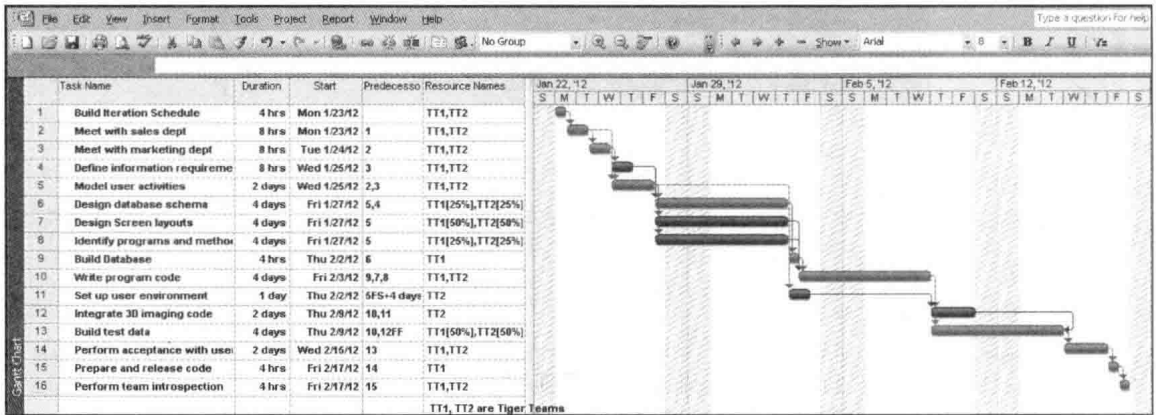 File Edit View Insert Format Tools Project Report Window Help Type a question for help
No Group Show Arial 8 B I U
Task Name Duration Start Predecesso Resource Names Jan 22, '12 Jan 29, '12 Feb 5, '12 Feb 12, '12
S M T W T F S S M T W T F S S M T W T F S S M T W T F S
1 Build Iteration Schedule 4 hrs Mon 1/23/12 TT1,TT2
2 Meet with sales dept 8 hrs Mon 1/23/12 1 TT1,TT2
3 Meet with marketing dept 8 hrs Tue 1/24/12 2 TT1,TT2
4 Define information requireme 8 hrs Wed 1/25/12 3 TT1,TT2
5 Model user activities 2 days Wed 1/25/12 2,3 TT1,TT2
6 Design database schema 4 days Fri 1/27/12 5,4 TT1[25%],TT2[25%]
7 Design Screen layouts 4 days Fri 1/27/12 5 TT1[50%],TT2[50%]
8 Identify programs and method 4 days Fri 1/27/12 5 TT1[25%],TT2[25%]
9 Build Database 4 hrs Thu 2/2/12 6 TT1
10 Write program code 4 days Fri 2/3/12 9,7,8 TT1,TT2
11 Set up user environment 1 day Thu 2/2/12 5FS+4 days TT2
12 Integrate 3D imaging code 2 days Thu 2/9/12 10,11 TT2
13 Build test data 4 days Thu 2/9/12 10,12FF TT1[50%],TT2[50%]
14 Perform acceptance with user 2 days Wed 2/15/12 13 TT1,TT2
15 Prepare and release code 4 hrs Fri 2/17/12 14 TT1
16 Perform team introspection 4 hrs Fri 2/17/12 15 TT1,TT2
TT1, TT2 are Tiger Teams
Gantt Chart